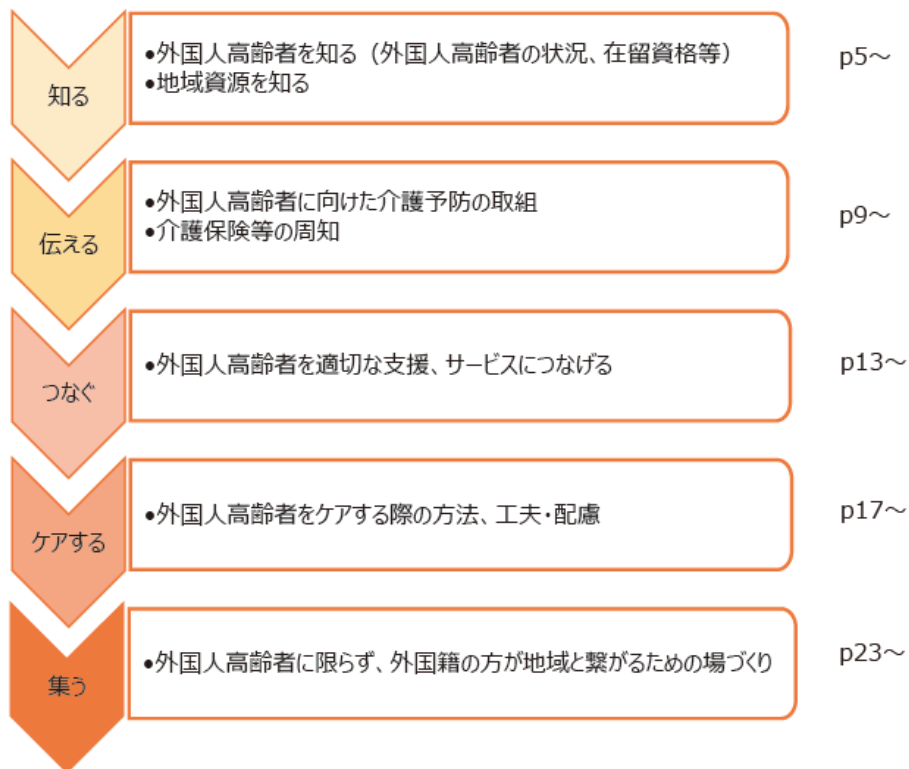 知る
•外国人高齢者を知る（外国人高齢者の状況、在留資格等）
•地域資源を知る
p5～
伝える
•外国人高齢者に向けた介護予防の取組
•介護保険等の周知
p9～
つなぐ
•外国人高齢者を適切な支援、サービスにつなげる
p13～
ケアする
•外国人高齢者をケアする際の方法、工夫・配慮
p17～
集う
•外国人高齢者に限らず、外国籍の方が地域と繋がるための場づくり
p23～